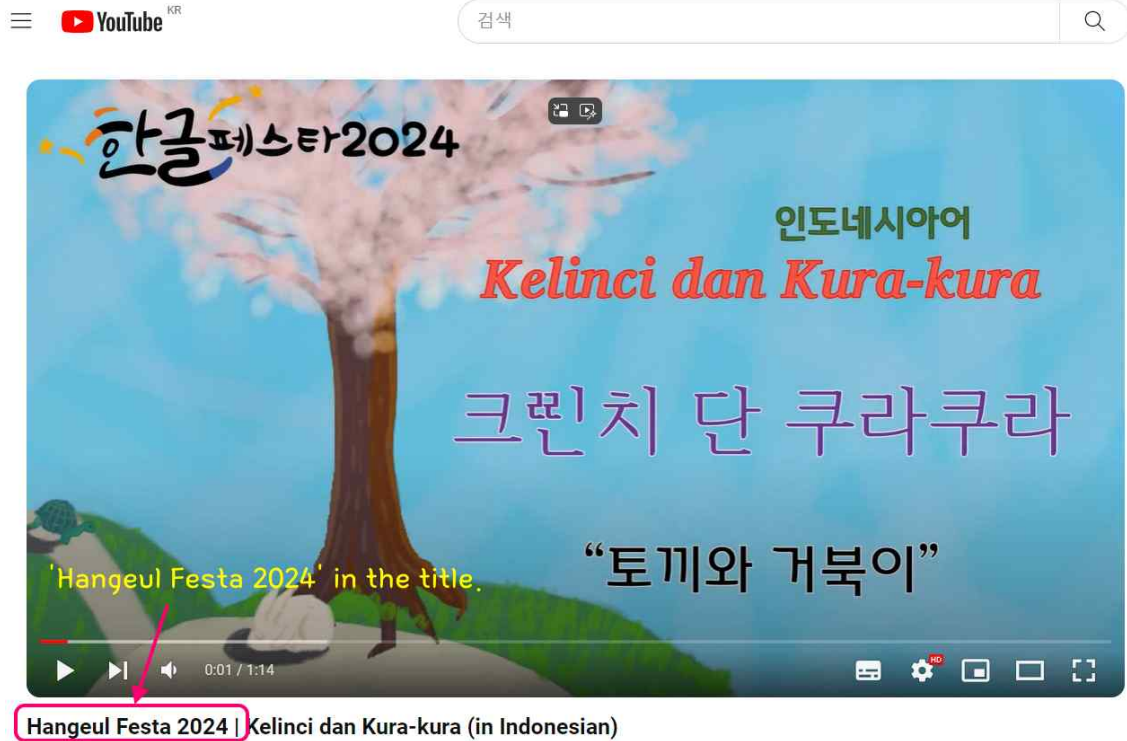 YouTube KR
검색
한글페스타2024
인도네시아어
Kelinci dan Kura-kura
크삔치 단 쿠라쿠라
“토끼와 거북이”
'Hangeul Festa 2024' in the title.
0:01 / 1:14
HD
Hangeul Festa 2024 | Kelinci dan Kura-kura (in Indonesian)